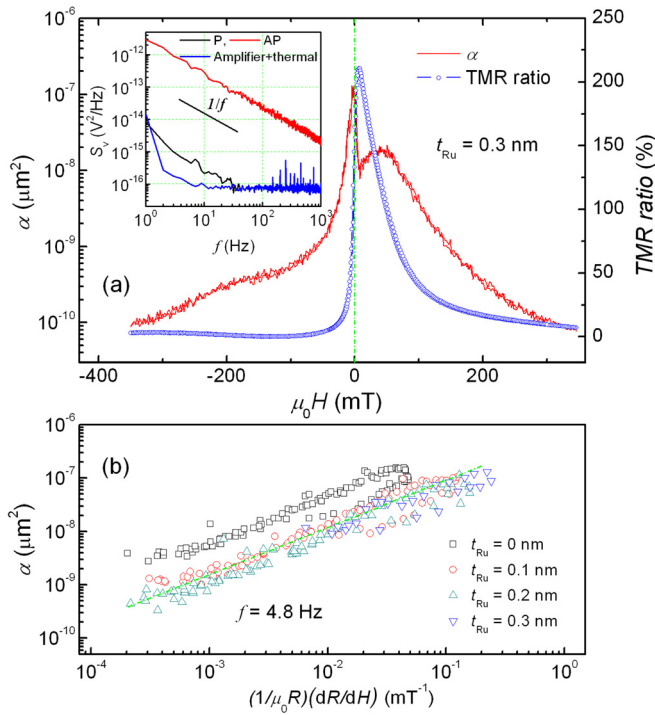 10⁻⁶
10⁻⁷
10⁻⁸
10⁻⁹
10⁻¹⁰
α (μm²)
250
200
150
100
50
0
TMR ratio (%)
10⁻¹²
10⁻¹³
10⁻¹⁴
10⁻¹⁵
10⁻¹⁶
Sᵥ (V²/Hz)
P, AP
Amplifier+thermal
1/f
10⁰ 10¹ 10² 10³
f (Hz)
α
TMR ratio
t_Ru = 0.3 nm
(a)
-400 -200 0 200
μ₀H (mT)
10⁻⁶
10⁻⁷
10⁻⁸
10⁻⁹
10⁻¹⁰
α (μm²)
(b)
t_Ru = 0 nm
t_Ru = 0.1 nm
t_Ru = 0.2 nm
t_Ru = 0.3 nm
f = 4.8 Hz
10⁻⁴ 10⁻³ 10⁻² 10⁻¹ 10⁰
(1/μ₀R)(dR/dH) (mT⁻¹)